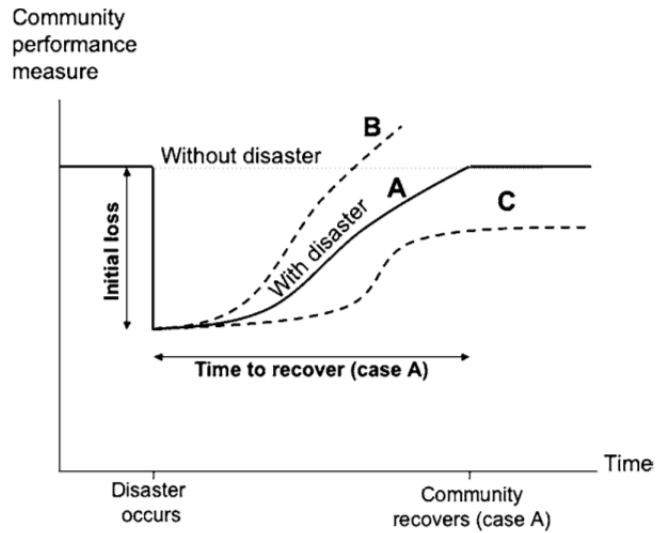 Community
performance
measure
B
Without disaster
A
C
Initial loss
With disaster
Time to recover (case A)
Time
Disaster
occurs
Community
recovers (case A)